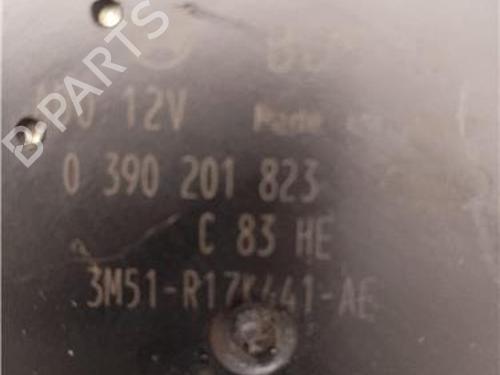 B-PARTS
12V
0 390 201 823
C 83 HE
3M51-R17K441-AE